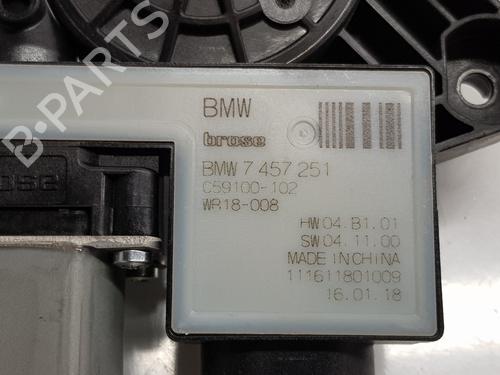 B-PARTS
BMW
brose
BMW 7 457 251
C59100-102
WR18-008
HW 04.B1.01
SW 04.11.00
MADE IN CHINA
111611801009
16.01.18
B-PARTS